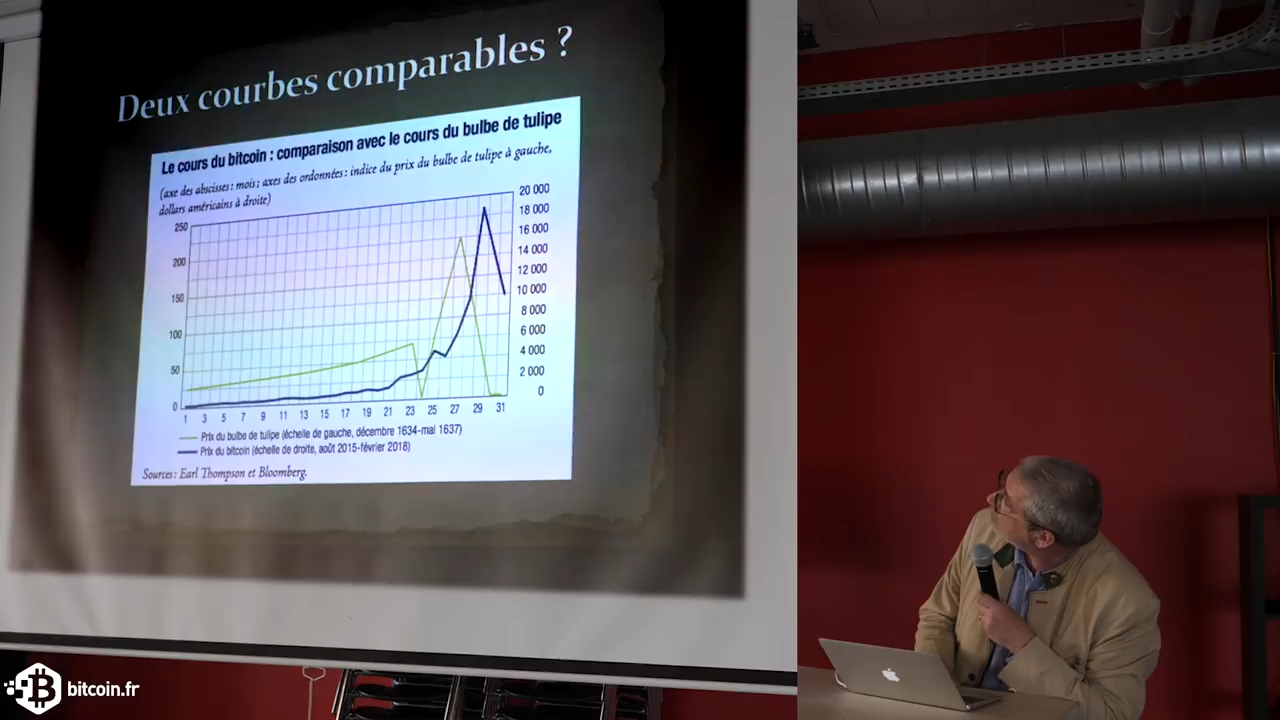 Deux courbes comparables ?
Le cours du bitcoin : comparaison avec le cours du bulbe de tulipe
(axe des abscisses : mois ; axes des ordonnées : indice du prix du bulbe de tulipe à gauche,
dollars américains à droite)
250
200
150
100
50
0
20 000
18 000
16 000
14 000
12 000
10 000
8 000
6 000
4 000
2 000
0
1 3 5 7 9 11 13 15 17 19 21 23 25 27 29 31
Prix du bulbe de tulipe (échelle de gauche, décembre 1634-mai 1637)
Prix du bitcoin (échelle de droite, août 2015-février 2018)
Sources : Earl Thompson et Bloomberg.
bitcoin.fr